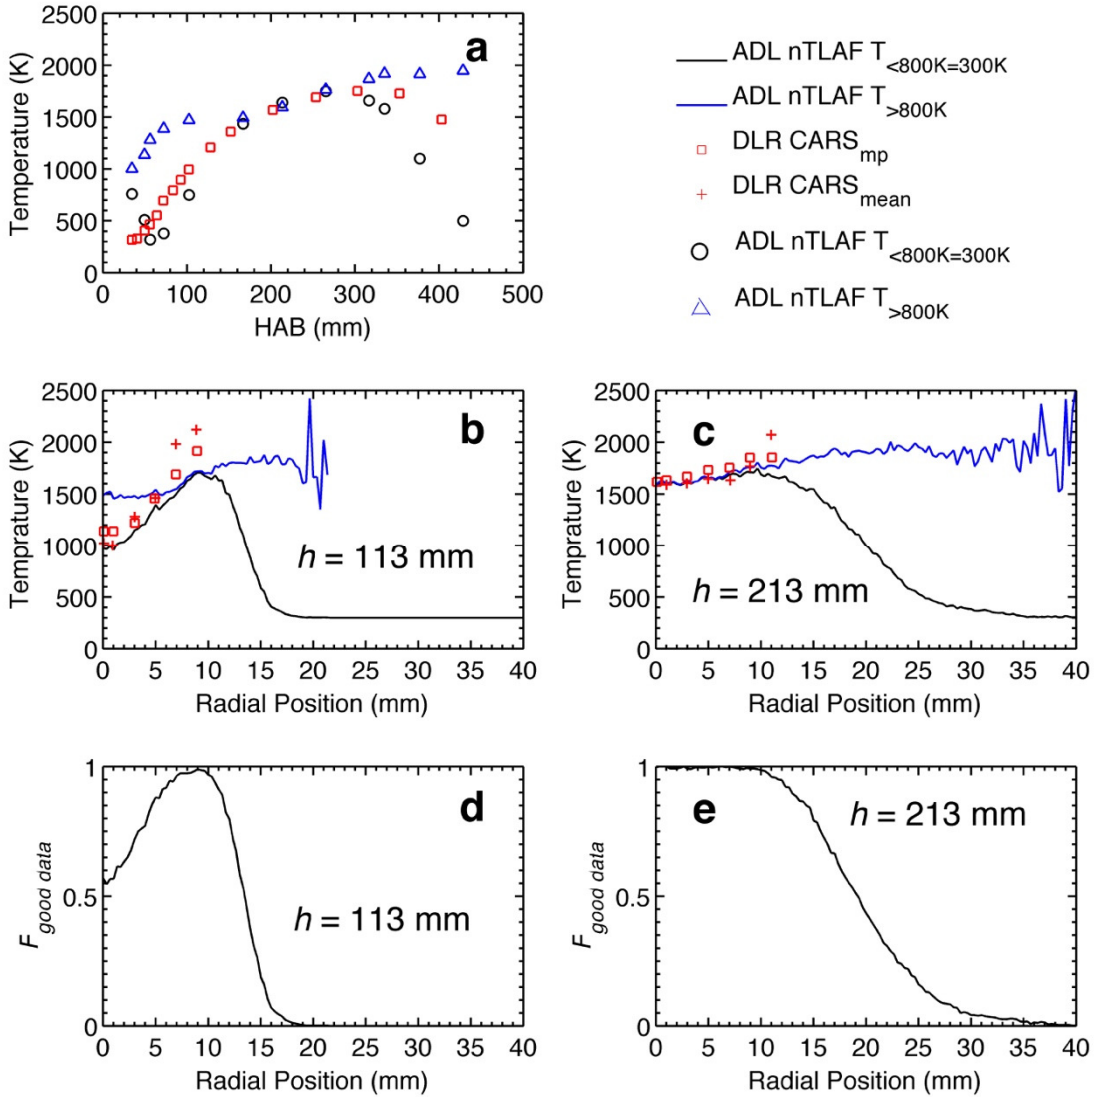 2500
2000
1500
1000
500
0
Temperature (K)
a
0 100 200 300 400 500
HAB (mm)
ADL nTLAF T<800K=300K
ADL nTLAF T>800K
DLR CARSmp
DLR CARSmean
ADL nTLAF T<800K=300K
ADL nTLAF T>800K
2500
2000
1500
1000
500
0
Temprature (K)
b
h = 113 mm
0 5 10 15 20 25 30 35 40
Radial Position (mm)
2500
2000
1500
1000
500
0
Temprature (K)
c
h = 213 mm
0 5 10 15 20 25 30 35 40
Radial Position (mm)
1
0.5
0
F good data
d
h = 113 mm
0 5 10 15 20 25 30 35 40
Radial Position (mm)
1
0.5
0
F good data
e
h = 213 mm
0 5 10 15 20 25 30 35 40
Radial Position (mm)